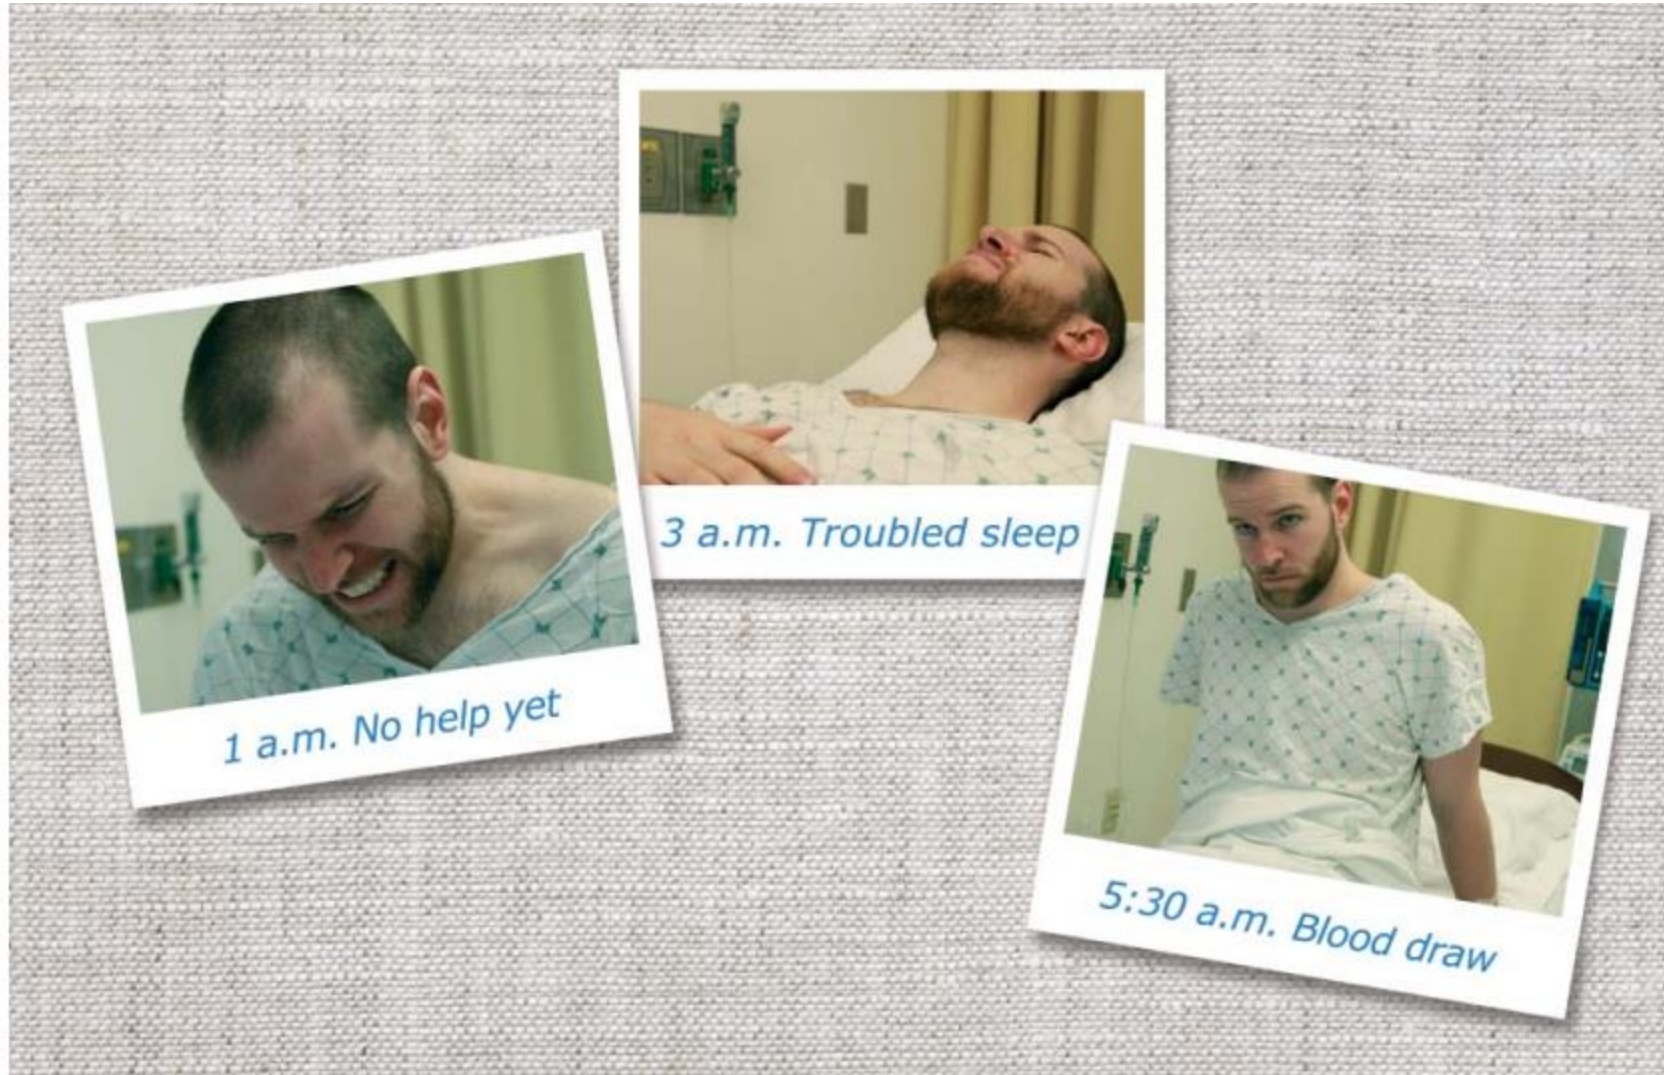 1 a.m. No help yet
3 a.m. Troubled sleep
5:30 a.m. Blood draw